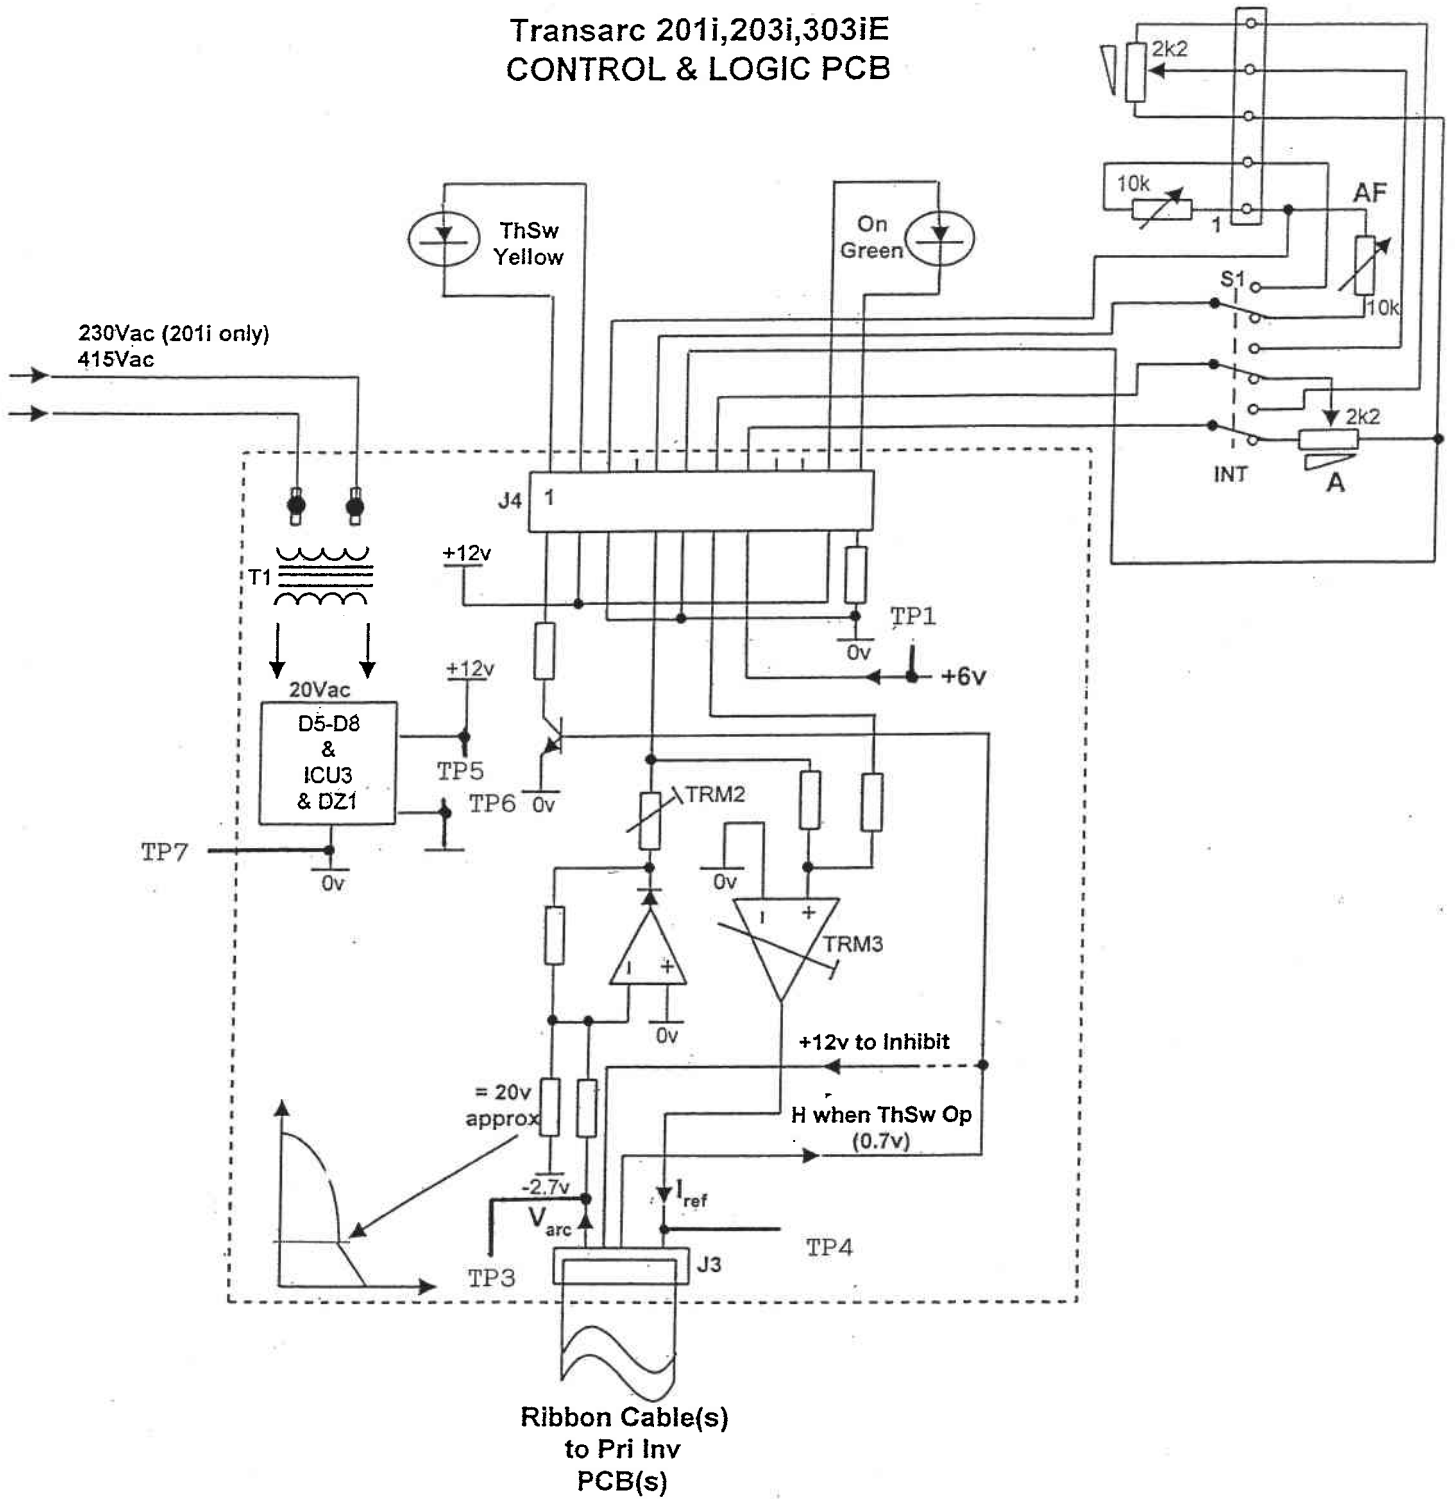 Transarc 201i,203i,303iE
CONTROL & LOGIC PCB
2k2
10k
1
AF
ThSw
Yellow
On
Green
S1
10k
230Vac (201i only)
415Vac
2k2
INT
A
J4
1
+12v
T1
TP1
0v
+12v
+6v
20Vac
D5-D8
&
ICU3
& DZ1
TP5
TP6
0v
TRM2
TP7
0v
0v
-
+
TRM3
-
+
0v
+12v to Inhibit
= 20v
approx
H when ThSw Op
(0.7v)
-2.7v
Iref
Varc
TP4
TP3
J3
Ribbon Cable(s)
to Pri Inv
PCB(s)